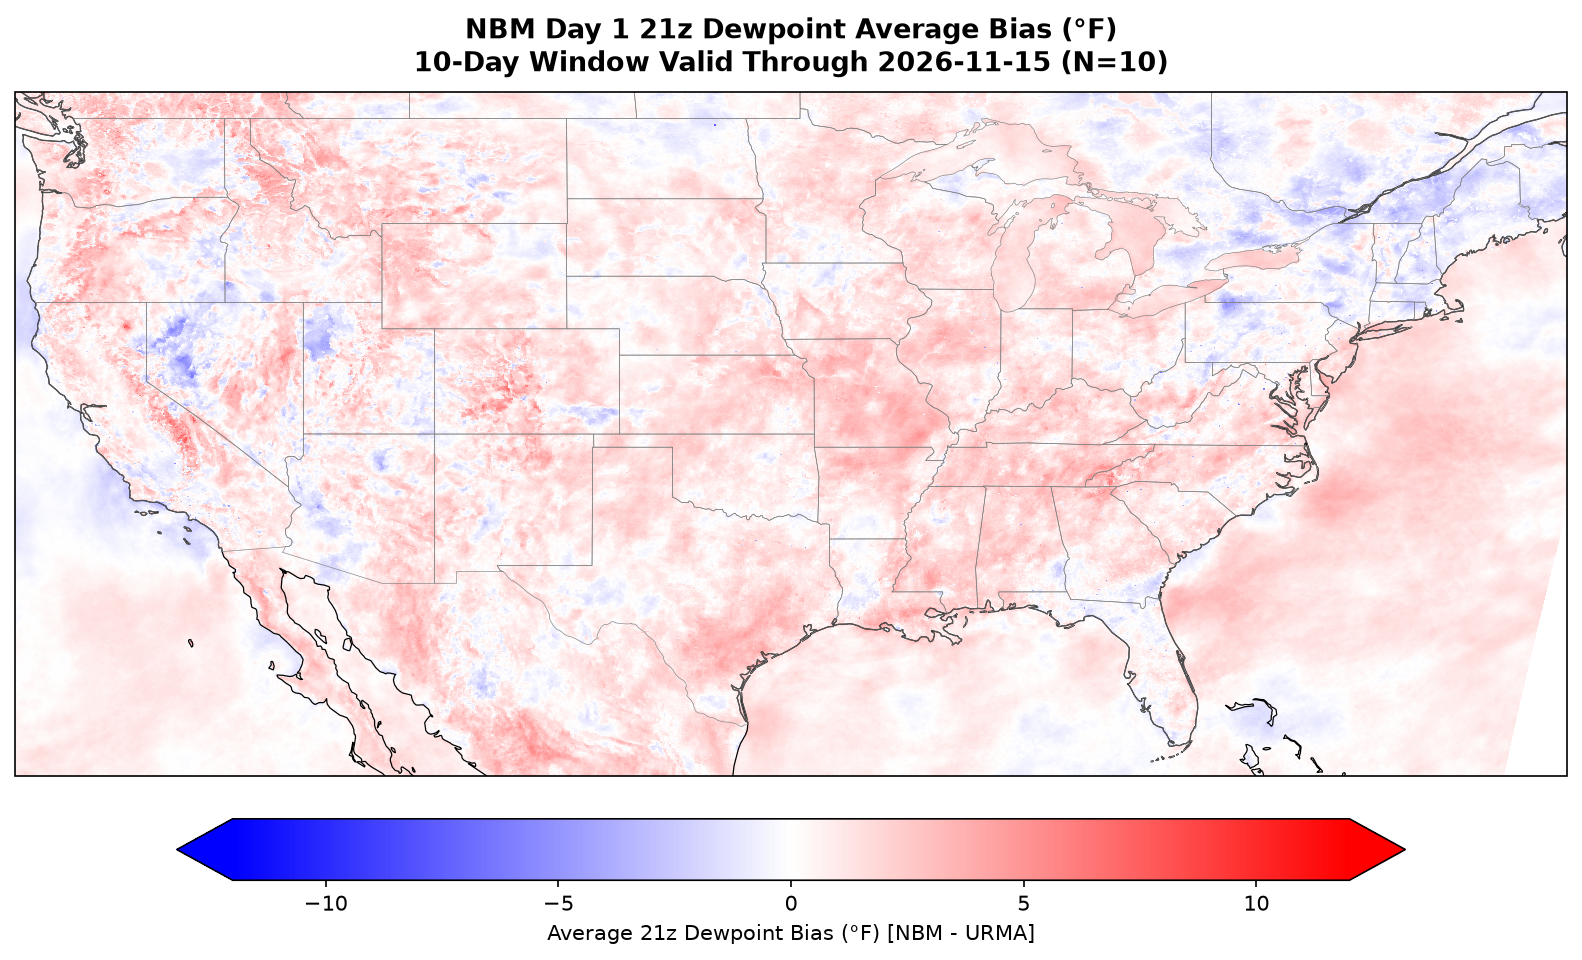 NBM Day 1 21z Dewpoint Average Bias (°F)
10-Day Window Valid Through 2026-11-15 (N=10)
−10 −5 0 5 10
Average 21z Dewpoint Bias (°F) [NBM - URMA]